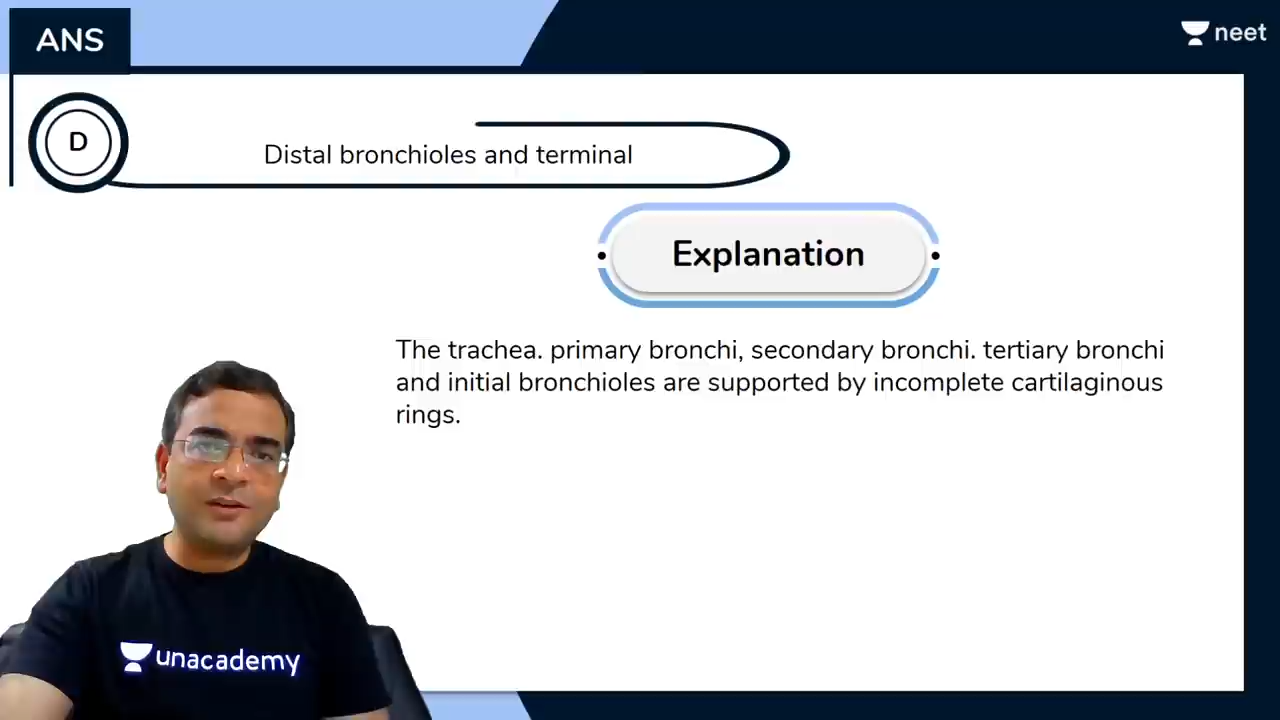 ANS
neet
D
Distal bronchioles and terminal
Explanation
The trachea. primary bronchi, secondary bronchi. tertiary bronchi
and initial bronchioles are supported by incomplete cartilaginous
rings.
unacademy